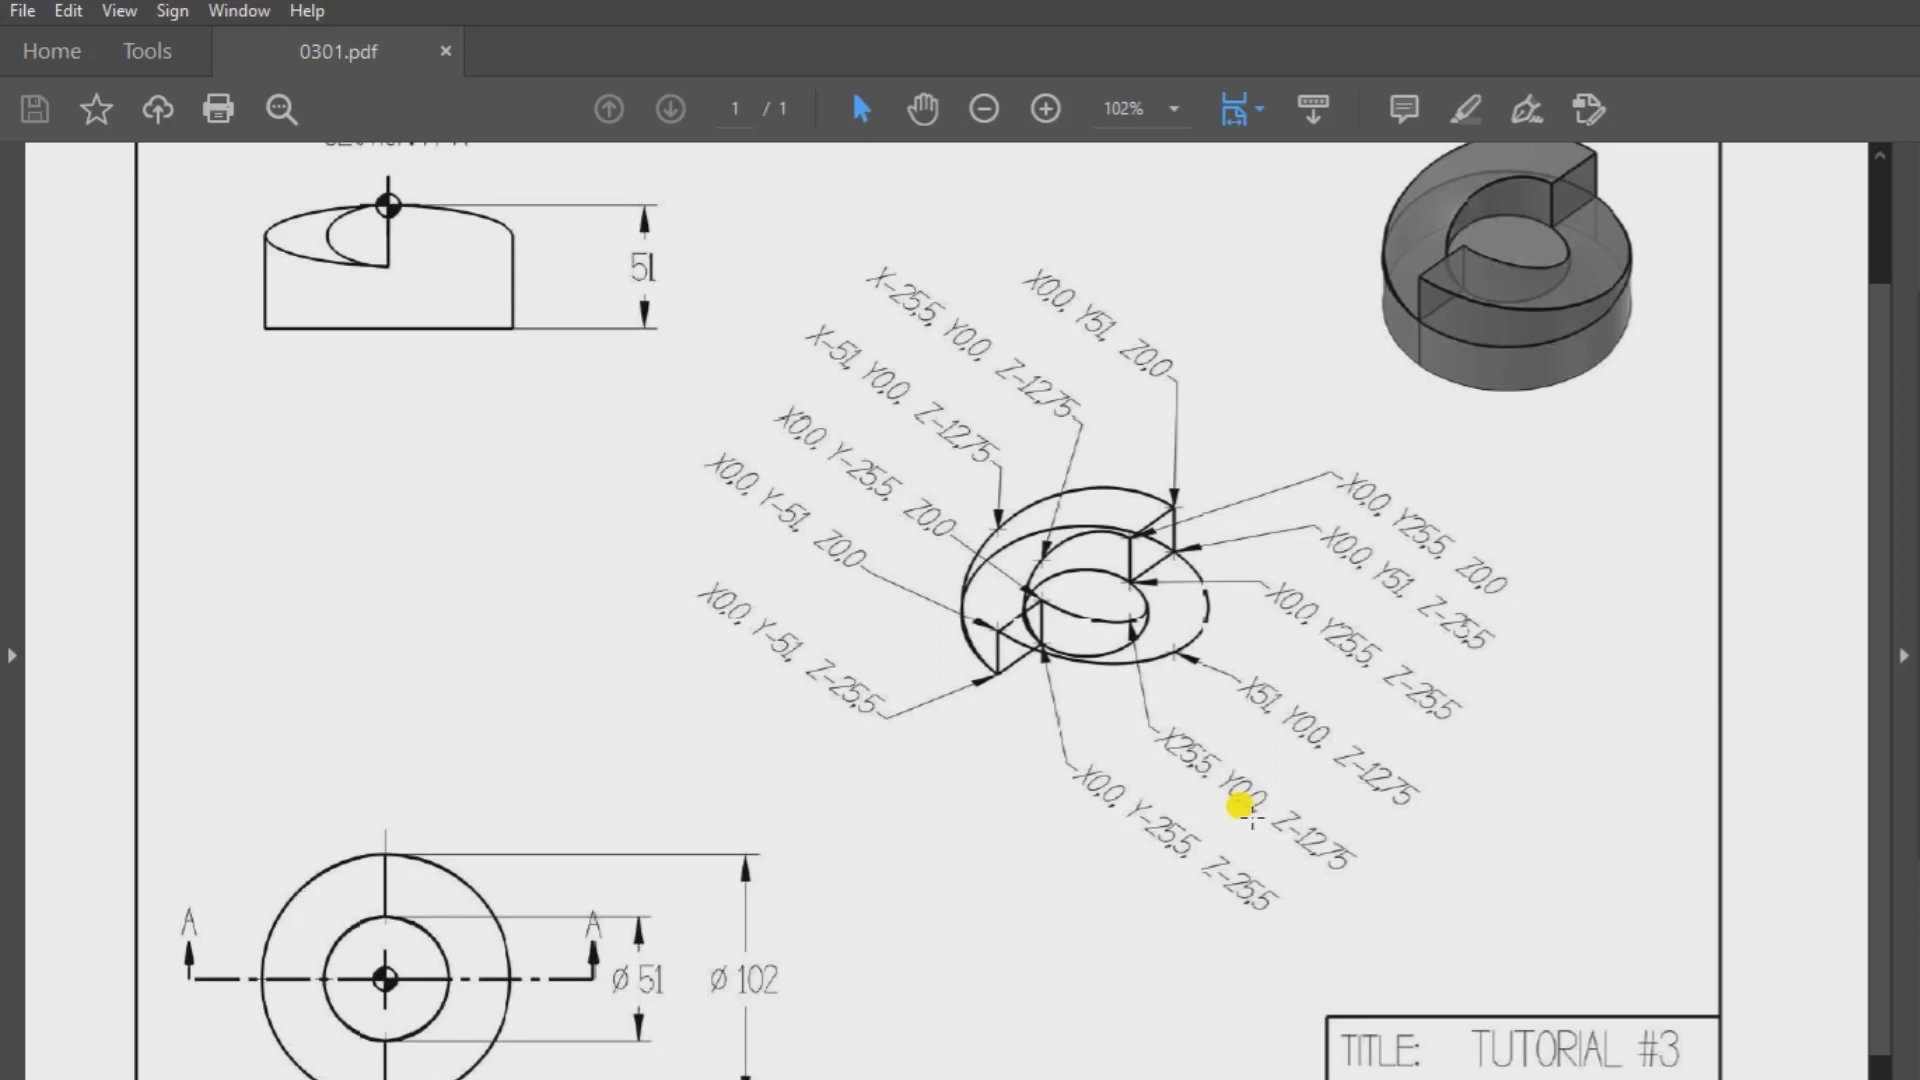 File Edit View Sign Window Help
Home Tools 0301.pdf ×
1 / 1 102%
51
X-25.5, Y0.0, Z-12.75
X0.0, Y51, Z0.0
X-51, Y0.0, Z-12.75
X0.0, Y-25.5, Z0.0
X0.0, Y-51, Z0.0
X0.0, Y-51, Z-25.5
X0.0, Y25.5, Z0.0
X0.0, Y51, Z-25.5
X0.0, Y25.5, Z-25.5
X51, Y0.0, Z-12.75
X25.5, Y0.0, Z-12.75
X0.0, Y-25.5, Z-25.5
A A
Ø 51 Ø 102
TITLE: TUTORIAL #3